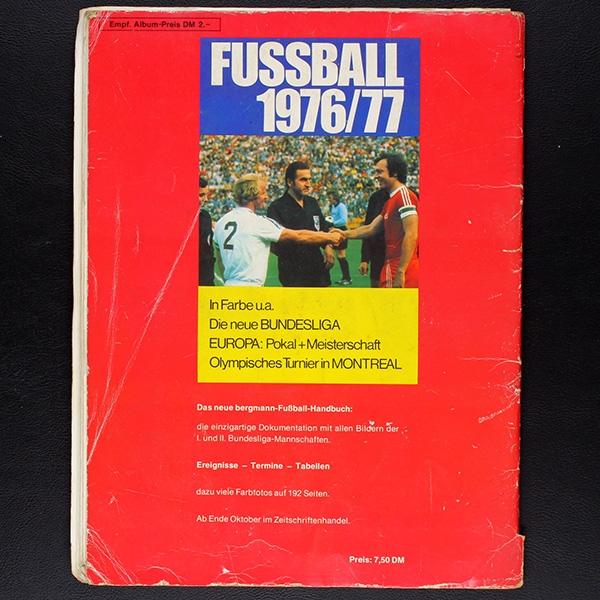 Empf. Album-Preis DM 2.–
FUSSBALL
1976/77
2
In Farbe u.a.
Die neue BUNDESLIGA
EUROPA: Pokal + Meisterschaft
Olympisches Turnier in MONTREAL
Das neue bergmann-Fußball-Handbuch:
die einzigartige Dokumentation mit allen Bildern der
I. und II. Bundesliga-Mannschaften.
Ereignisse – Termine – Tabellen
dazu viele Farbtotos auf 192 Seiten.
Ab Ende Oktober im Zeitschriftenhandel.
Preis: 7,50 DM